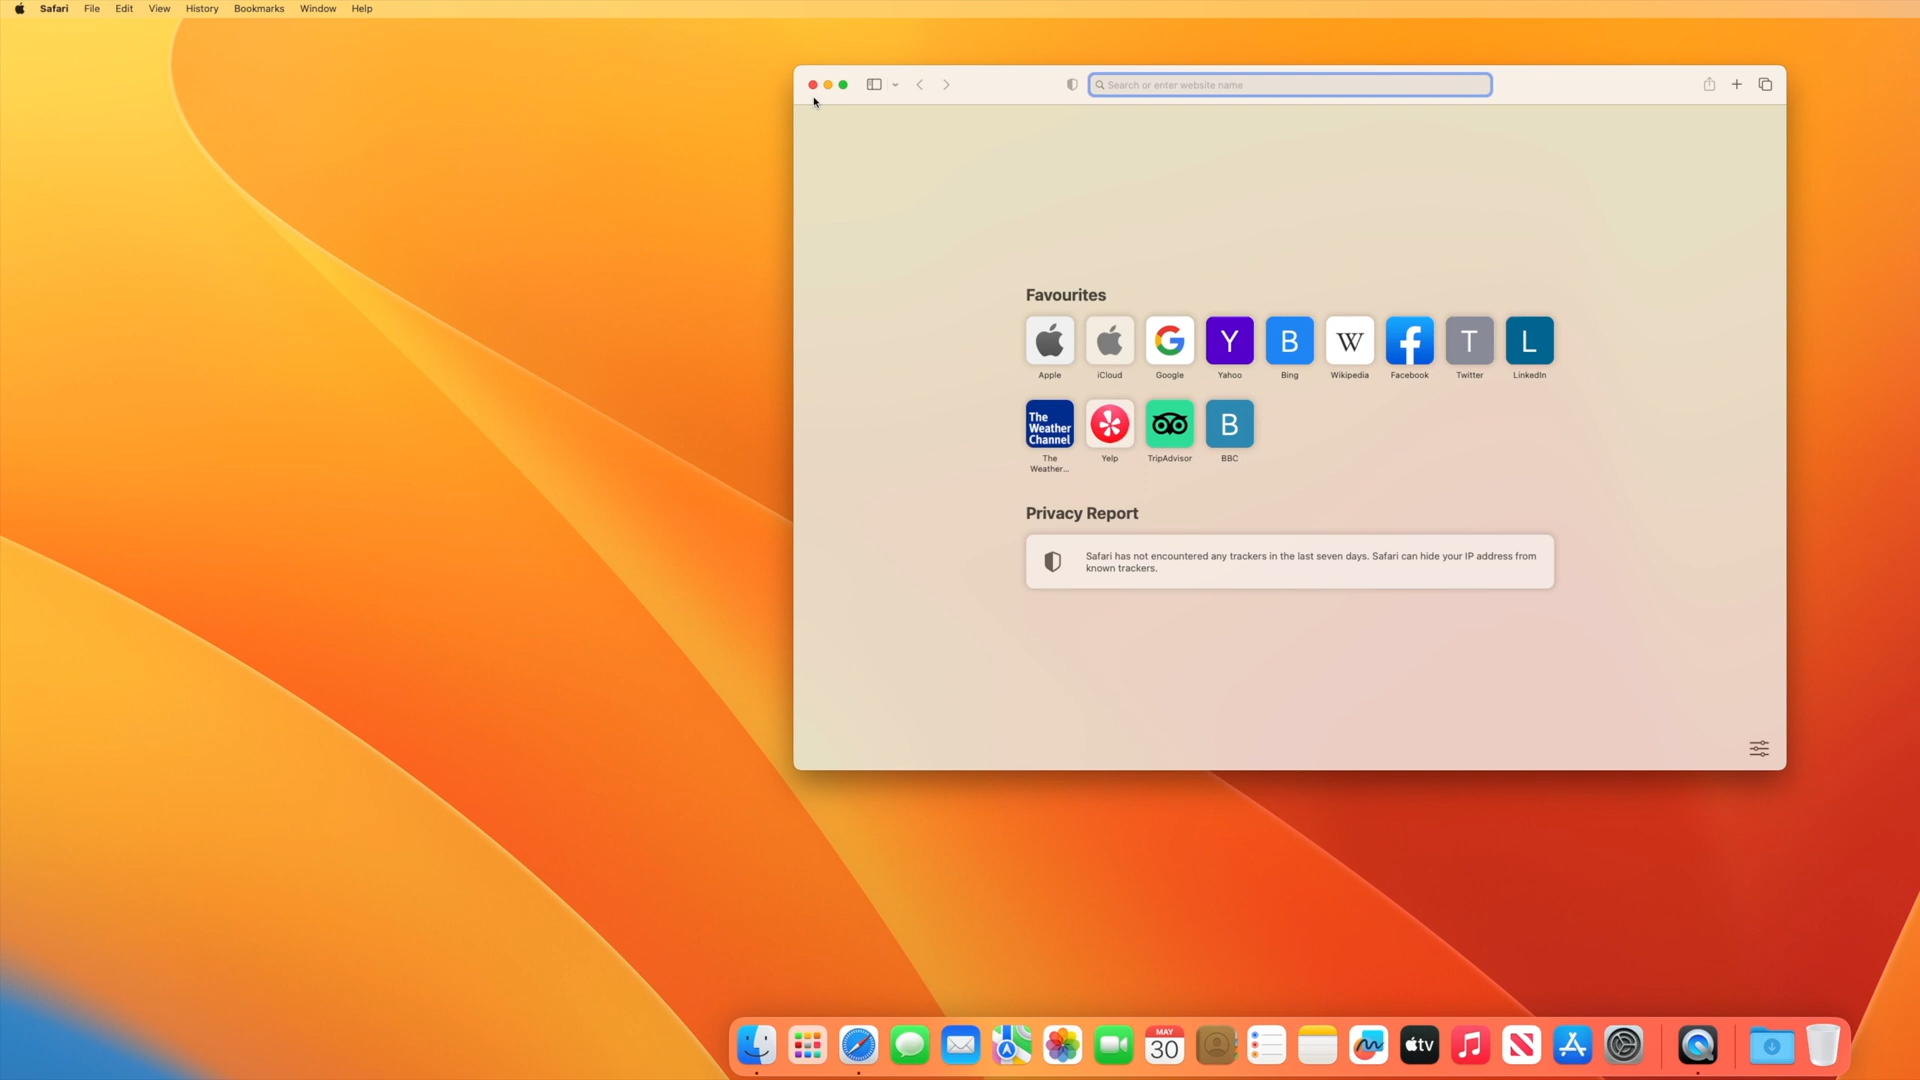 Safari File Edit View History Bookmarks Window Help
Search or enter website name
Favourites
Apple iCloud Google Yahoo Bing Wikipedia Facebook Twitter LinkedIn
Y B W T L
The
Weather
Channel
B
The
Weather... Yelp TripAdvisor BBC
Privacy Report
Safari has not encountered any trackers in the last seven days. Safari can hide your IP address from
known trackers.
MAY
30
tv